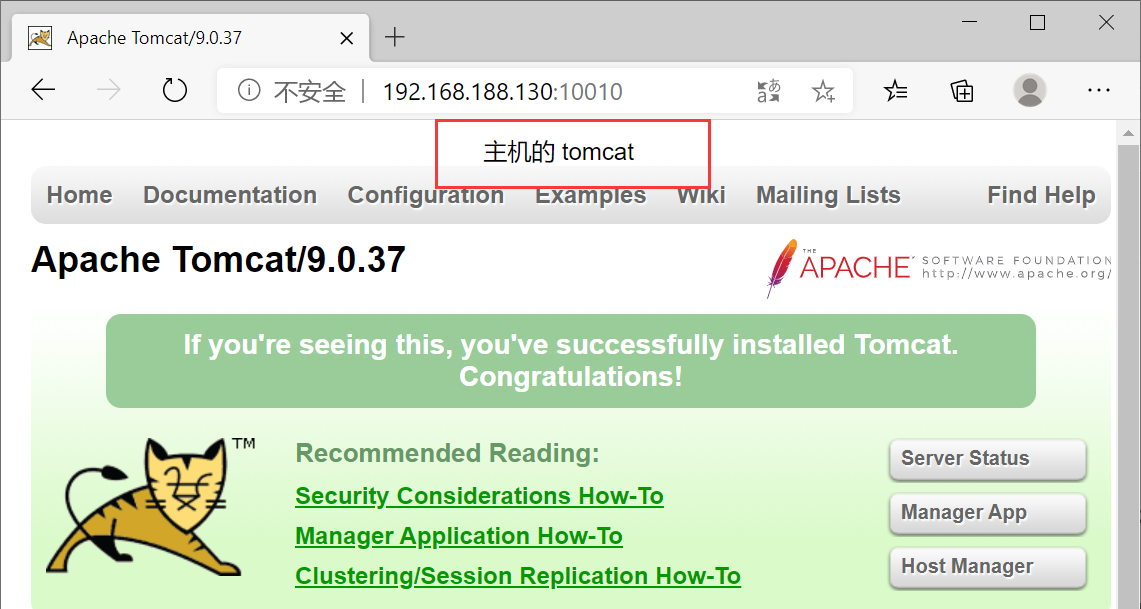 Apache Tomcat/9.0.37
不安全 192.168.188.130:10010
主机的 tomcat
Home Documentation Configuration Examples Wiki Mailing Lists Find Help
Apache Tomcat/9.0.37
THE APACHE SOFTWARE FOUNDATION
http://www.apache.org/
If you're seeing this, you've successfully installed Tomcat.
Congratulations!
TM
Recommended Reading:
Security Considerations How-To
Manager Application How-To
Clustering/Session Replication How-To
Server Status
Manager App
Host Manager